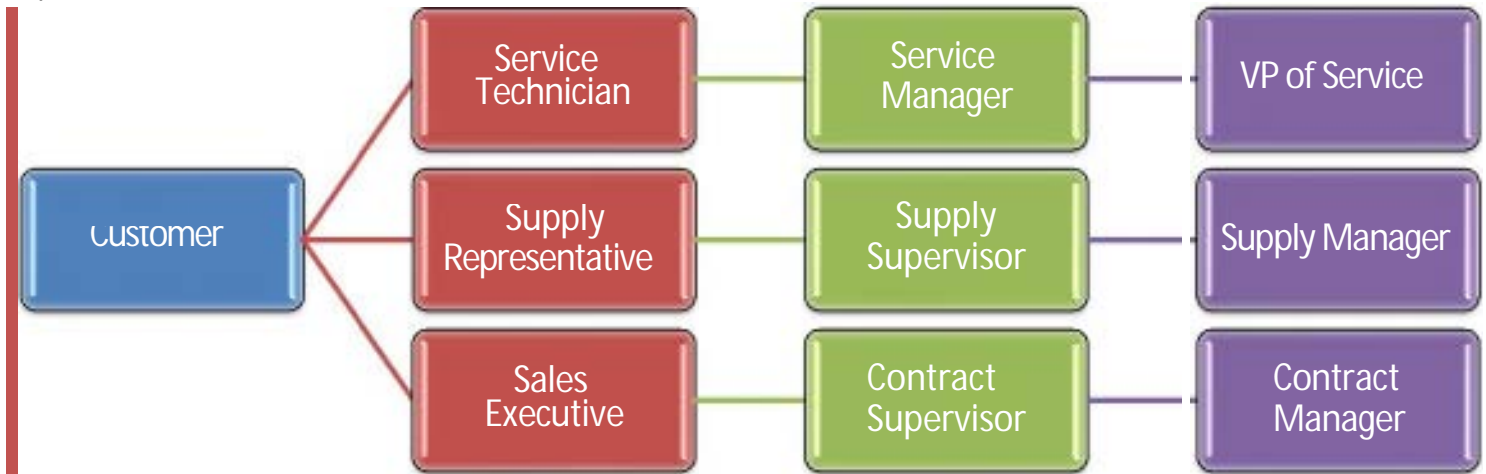 Service
Technician
Service
Manager
VP of Service
Customer
Supply
Representative
Supply
Supervisor
Supply Manager
Sales
Executive
Contract
Supervisor
Contract
Manager